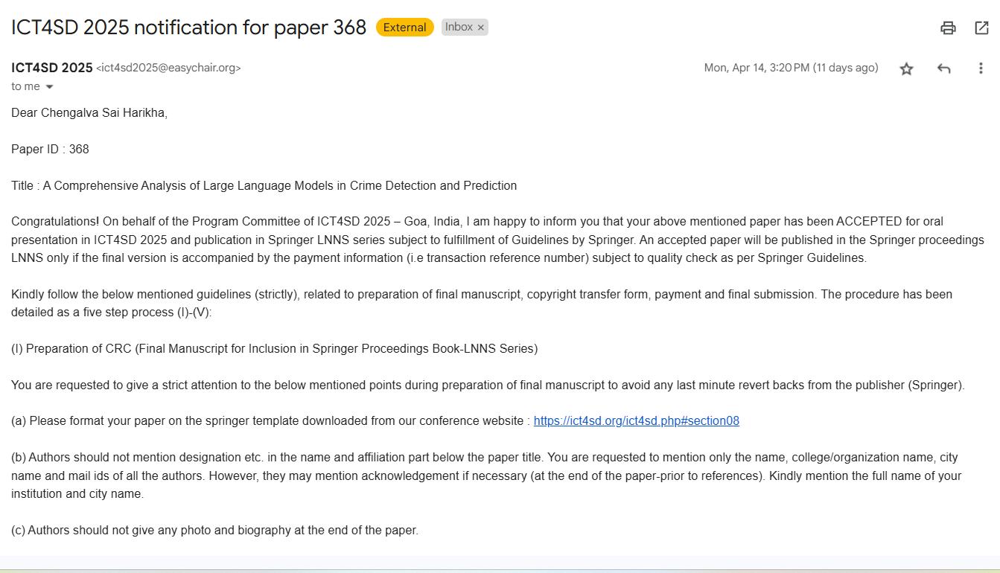 ICT4SD 2025 notification for paper 368 External Inbox ×
ICT4SD 2025 <ict4sd2025@easychair.org> Mon, Apr 14, 3:20 PM (11 days ago)
to me
Dear Chengalva Sai Harikha,
Paper ID : 368
Title : A Comprehensive Analysis of Large Language Models in Crime Detection and Prediction
Congratulations! On behalf of the Program Committee of ICT4SD 2025 – Goa, India, I am happy to inform you that your above mentioned paper has been ACCEPTED for oral
presentation in ICT4SD 2025 and publication in Springer LNNS series subject to fulfillment of Guidelines by Springer. An accepted paper will be published in the Springer proceedings
LNNS only if the final version is accompanied by the payment information (i.e transaction reference number) subject to quality check as per Springer Guidelines.
Kindly follow the below mentioned guidelines (strictly), related to preparation of final manuscript, copyright transfer form, payment and final submission. The procedure has been
detailed as a five step process (I)-(V):
(I) Preparation of CRC (Final Manuscript for Inclusion in Springer Proceedings Book-LNNS Series)
You are requested to give a strict attention to the below mentioned points during preparation of final manuscript to avoid any last minute revert backs from the publisher (Springer).
(a) Please format your paper on the springer template downloaded from our conference website : https://ict4sd.org/ict4sd.php#section08
(b) Authors should not mention designation etc. in the name and affiliation part below the paper title. You are requested to mention only the name, college/organization name, city
name and mail ids of all the authors. However, they may mention acknowledgement if necessary (at the end of the paper-prior to references). Kindly mention the full name of your
institution and city name.
(c) Authors should not give any photo and biography at the end of the paper.